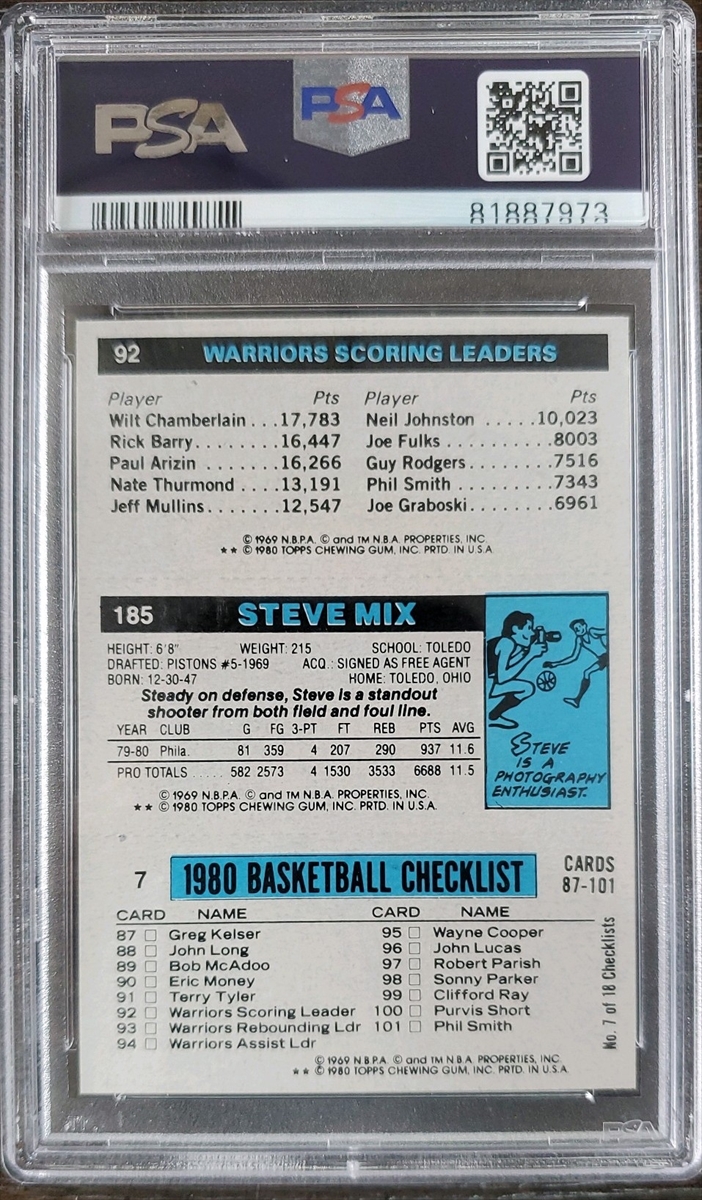 PSA
PSA
81887973
92 WARRIORS SCORING LEADERS
Player Pts Player Pts
Wilt Chamberlain . . . 17,783 Neil Johnston . . . . . 10,023
Rick Barry. . . . . . . . 16,447 Joe Fulks . . . . . . . . . . 8003
Paul Arizin . . . . . . . 16,266 Guy Rodgers. . . . . . . . 7516
Nate Thurmond . . . . 13,191 Phil Smith . . . . . . . . . 7343
Jeff Mullins. . . . . . . 12,547 Joe Graboski. . . . . . . . 6961
© 1969 N.B.P.A. © and TM N.B.A. PROPERTIES, INC.
** © 1980 TOPPS CHEWING GUM, INC. PRTD. IN U.S.A.
185 STEVE MIX
HEIGHT: 6'8" WEIGHT: 215 SCHOOL: TOLEDO
DRAFTED: PISTONS #5-1969 ACQ.: SIGNED AS FREE AGENT
BORN: 12-30-47 HOME: TOLEDO, OHIO
Steady on defense, Steve is a standout
shooter from both field and foul line.
YEAR CLUB G FG 3-PT FT REB PTS AVG
79-80 Phila. 81 359 4 207 290 937 11.6
PRO TOTALS . . . . . 582 2573 4 1530 3533 6688 11.5
STEVE
IS A
PHOTOGRAPHY
ENTHUSIAST.
© 1969 N.B.P.A. © and TM N.B.A. PROPERTIES, INC.
** © 1980 TOPPS CHEWING GUM, INC. PRTD. IN U.S.A.
7 1980 BASKETBALL CHECKLIST CARDS
87-101
CARD NAME CARD NAME
87 □ Greg Kelser 95 □ Wayne Cooper
88 □ John Long 96 □ John Lucas
89 □ Bob McAdoo 97 □ Robert Parish
90 □ Eric Money 98 □ Sonny Parker
91 □ Terry Tyler 99 □ Clifford Ray
92 □ Warriors Scoring Leader 100 □ Purvis Short
93 □ Warriors Rebounding Ldr 101 □ Phil Smith
94 □ Warriors Assist Ldr
No. 7 of 18 Checklists
© 1969 N.B.P.A. © and TM N.B.A. PROPERTIES, INC.
** © 1980 TOPPS CHEWING GUM, INC. PRTD. IN U.S.A.
PSA